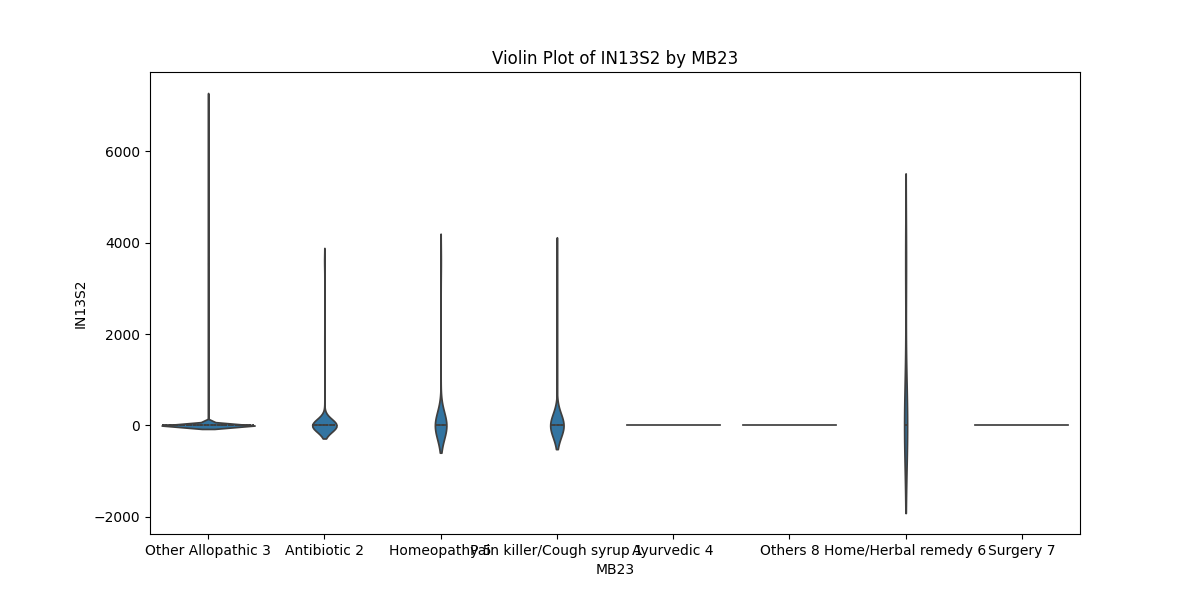 Violin Plot of IN13S2 by MB23
6000
4000
2000
0
−2000
IN13S2
Other Allopathic 3 Antibiotic 2 Homeopathy 5 Pain killer/Cough syrup 1 Ayurvedic 4 Others 8 Home/Herbal remedy 6 Surgery 7
MB23